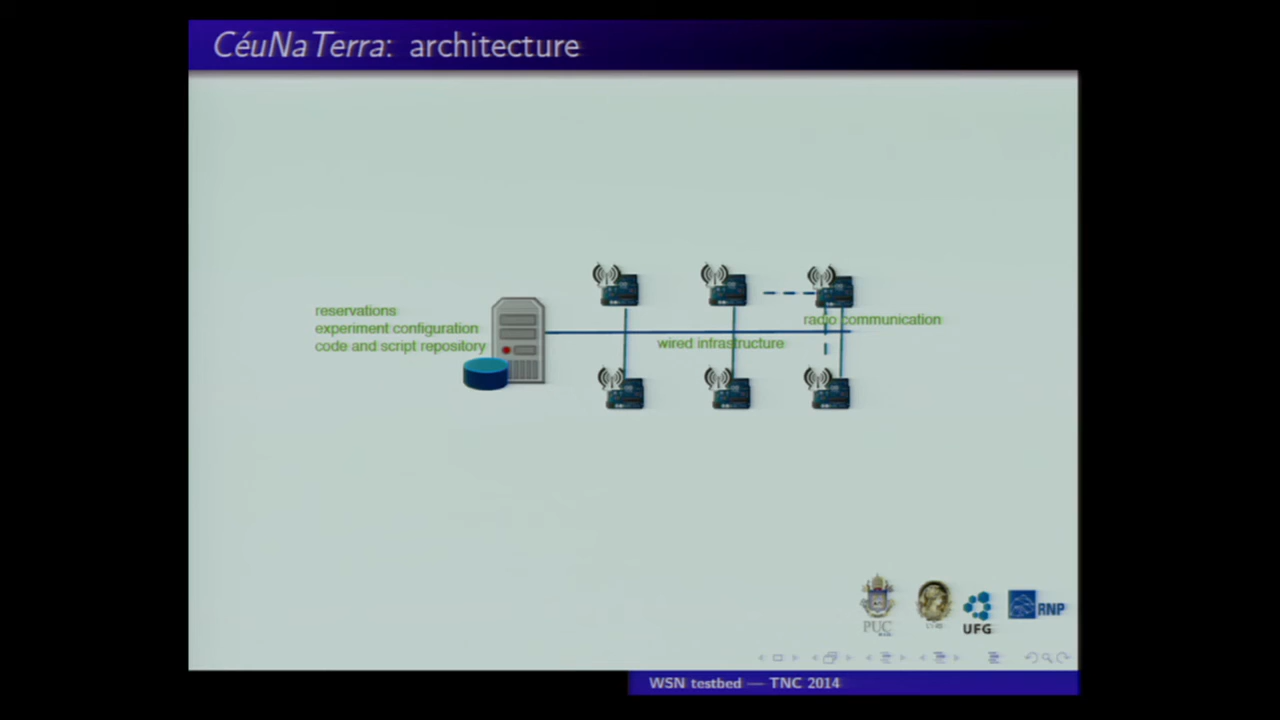 CéuNaTerra: architecture
reservations
experiment configuration
code and script repository
radio communication
wired infrastructure
PUC
UFG
RNP
WSN testbed — TNC 2014